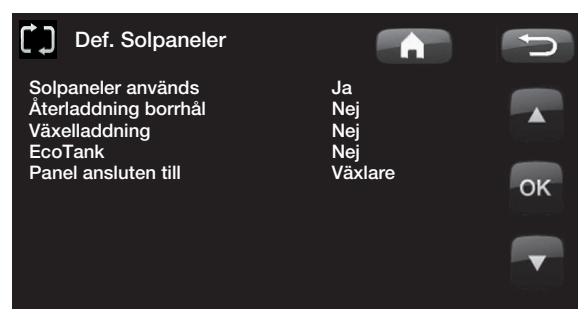 Def. Solpaneler
Solpaneler används Ja
Återladdning borrhål Nej
Växelladdning Nej
EcoTank Nej
Panel ansluten till Växlare
OK